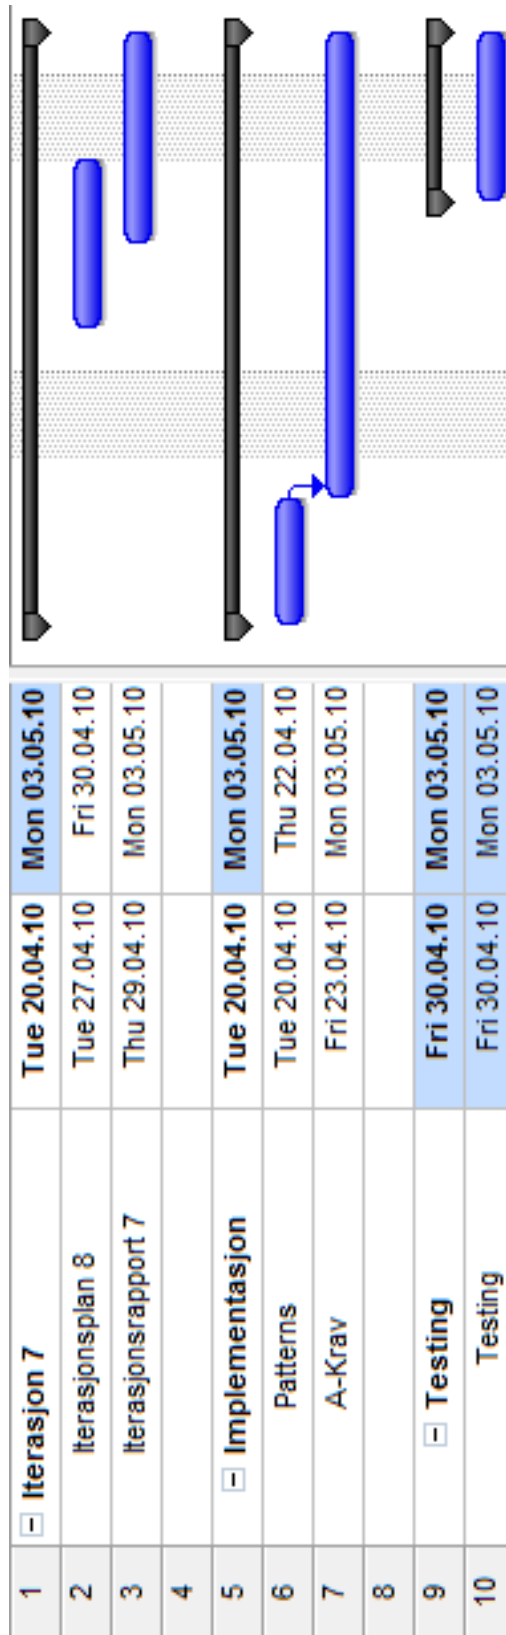 1 Iterasjon 7 Tue 20.04.10 Mon 03.05.10
2 Iterasjonsplan 8 Tue 27.04.10 Fri 30.04.10
3 Iterasjonsrapport 7 Thu 29.04.10 Mon 03.05.10
4
5 Implementasjon Tue 20.04.10 Mon 03.05.10
6 Patterns Tue 20.04.10 Thu 22.04.10
7 A-Krav Fri 23.04.10 Mon 03.05.10
8
9 Testing Fri 30.04.10 Mon 03.05.10
10 Testing Fri 30.04.10 Mon 03.05.10